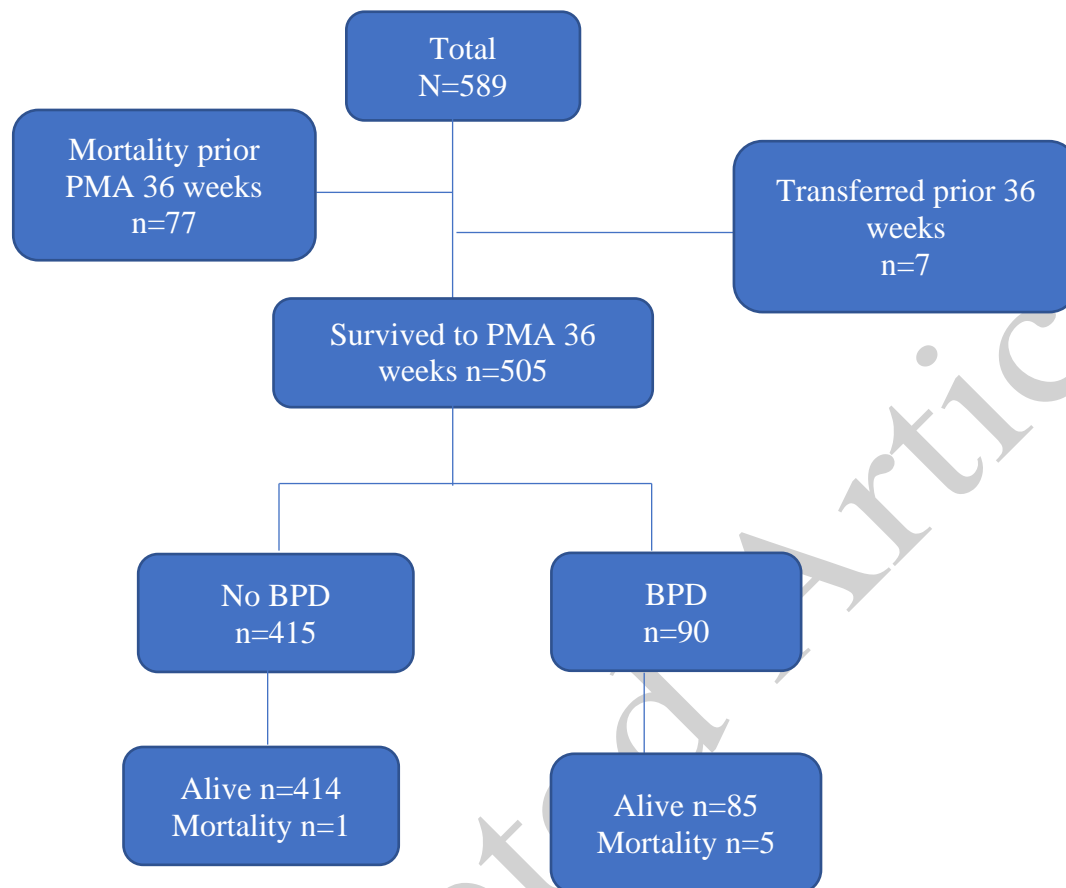 Total
N=589
Mortality prior
PMA 36 weeks
n=77
Transferred prior 36
weeks
n=7
Survived to PMA 36
weeks n=505
No BPD
n=415
BPD
n=90
Alive n=414
Mortality n=1
Alive n=85
Mortality n=5